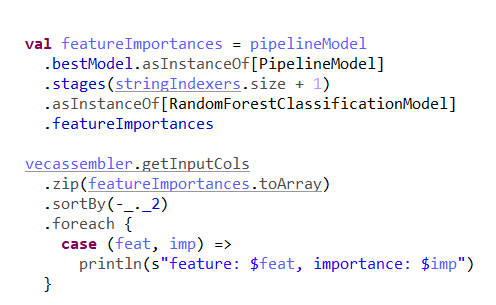 val featureImportances = pipelineModel
.bestModel.asInstanceOf[PipelineModel]
.stages(stringIndexers.size + 1)
.asInstanceOf[RandomForestClassificationModel]
.featureImportances
vecassembler.getInputCols
.zip(featureImportances.toArray)
.sortBy(-_._2)
.foreach {
case (feat, imp) =>
println(s"feature: $feat, importance: $imp")
}